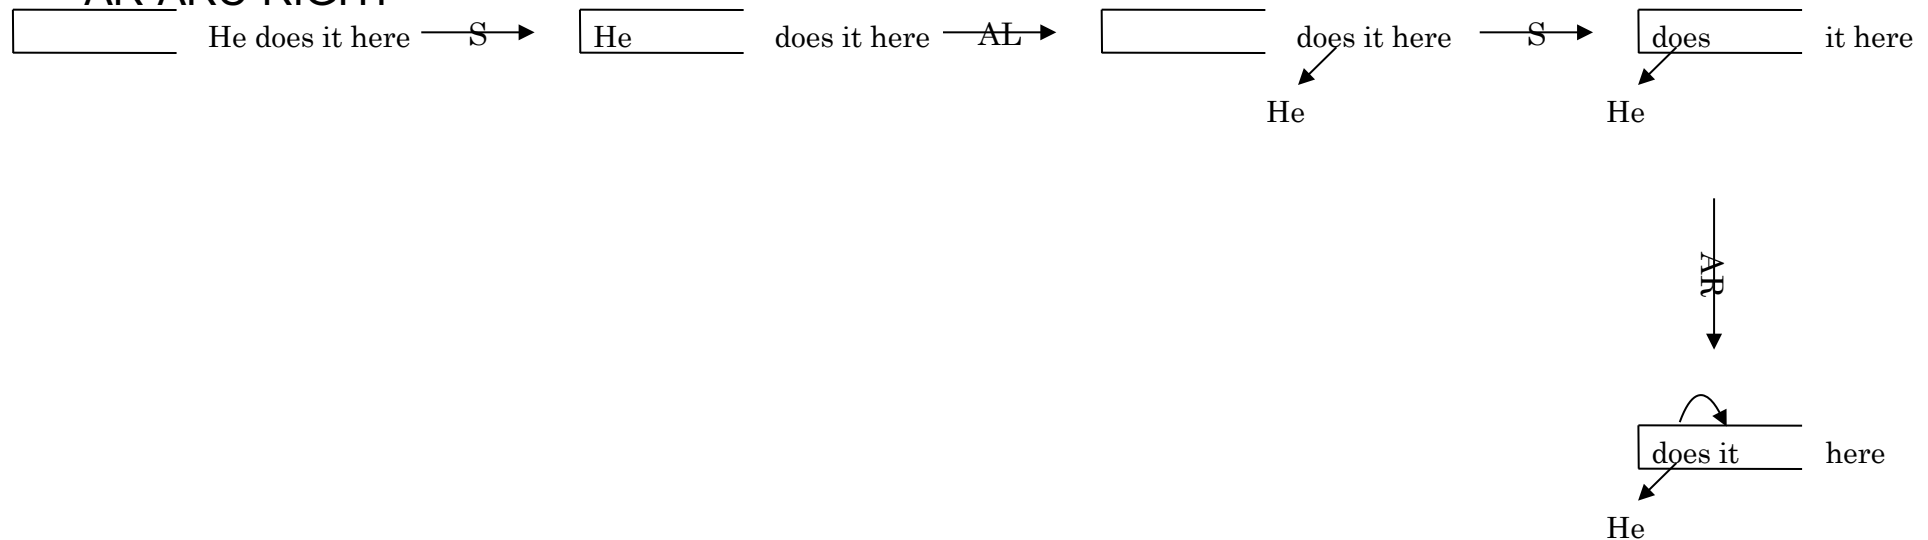 He does it here S He does it here AL does it here S does it here
He He
AR
does it here
He